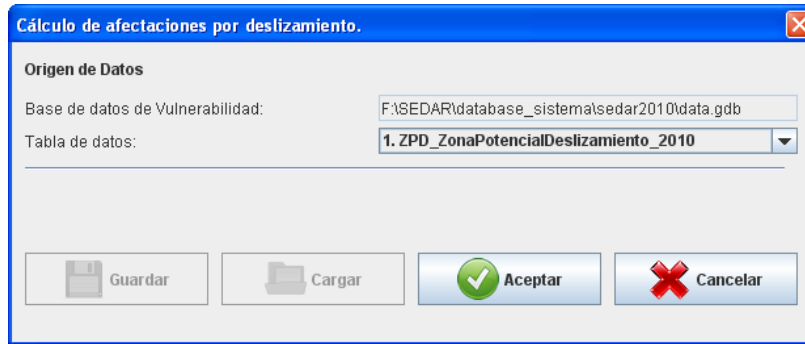 Cálculo de afectaciones por deslizamiento.
Origen de Datos
Base de datos de Vulnerabilidad: F:\SEDAR\database_sistema\sedar2010\data.gdb
Tabla de datos: 1. ZPD_ZonaPotencialDeslizamiento_2010
Guardar Cargar Aceptar Cancelar